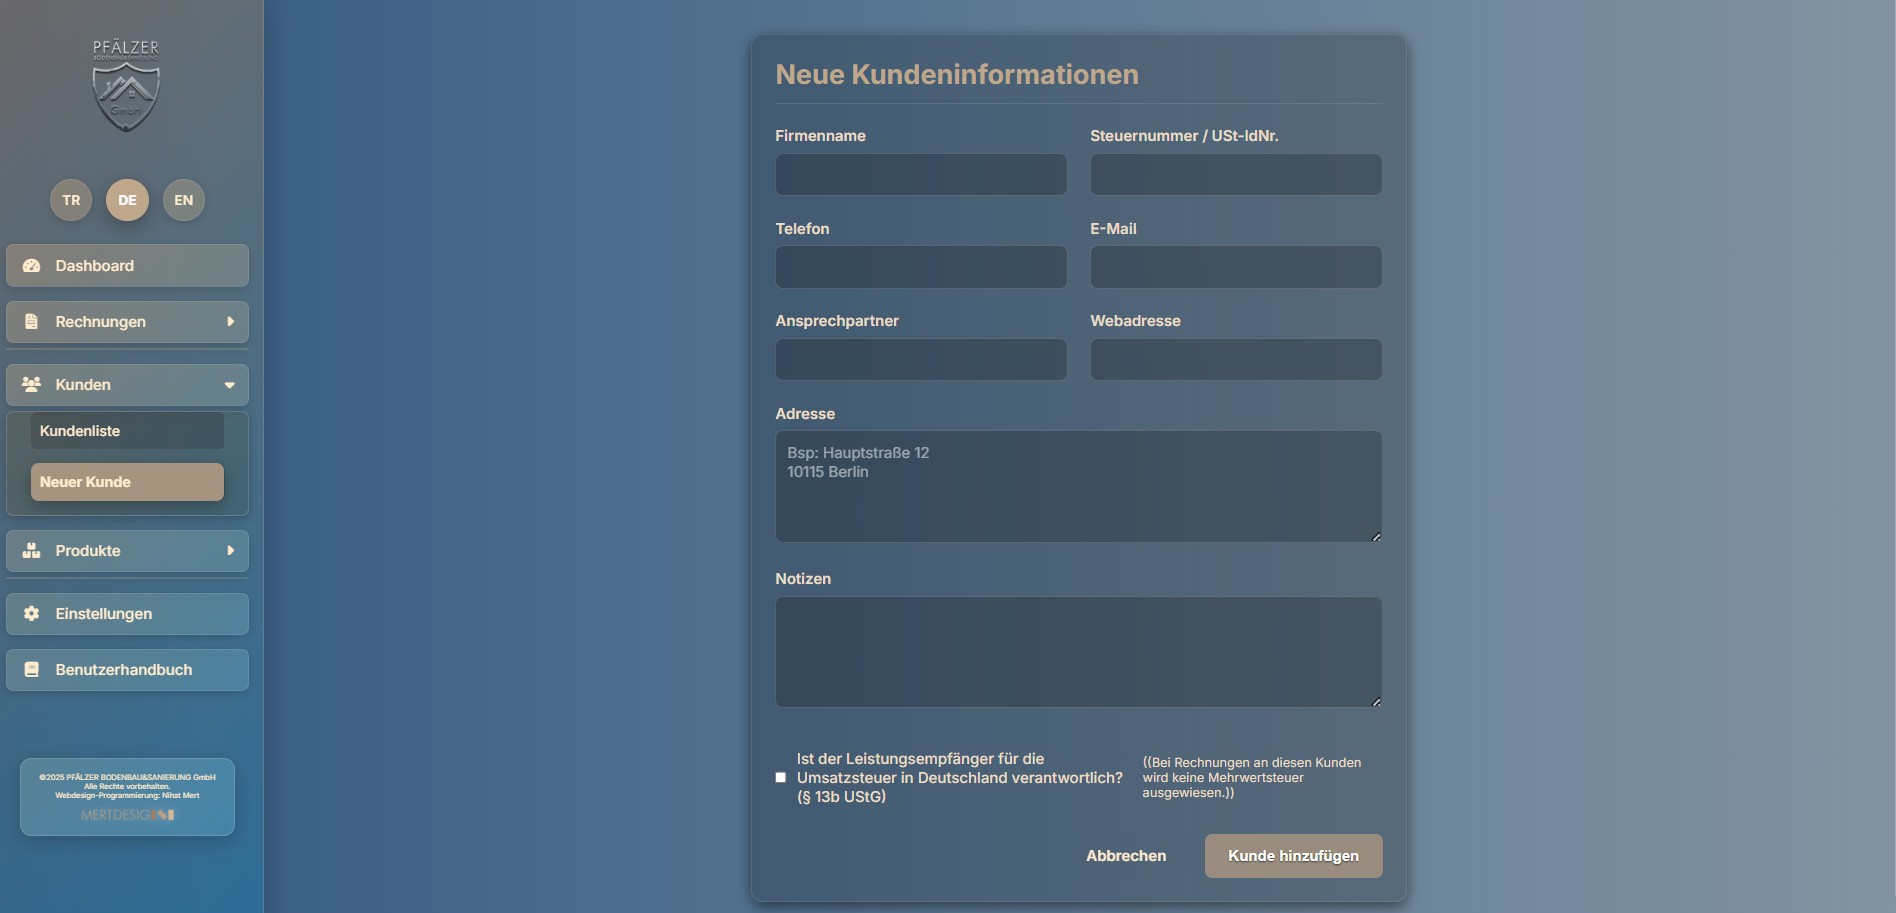 PFÄLZER
GmbH
TR
DE
EN
Dashboard
Rechnungen
Kunden
Kundenliste
Neuer Kunde
Produkte
Einstellungen
Benutzerhandbuch
©2025 PFÄLZER BODENBAU&SANIERUNG GmbH
Alle Rechte vorbehalten.
Webdesign-Programmierung: Nihat Mert
MERTDESIGN
Neue Kundeninformationen
Firmenname
Steuernummer / USt-IdNr.
Telefon
E-Mail
Ansprechpartner
Webadresse
Adresse
Bsp: Hauptstraße 12
10115 Berlin
Notizen
Ist der Leistungsempfänger für die
Umsatzsteuer in Deutschland verantwortlich?
(§ 13b UStG)
((Bei Rechnungen an diesen Kunden
wird keine Mehrwertsteuer
ausgewiesen.))
Abbrechen
Kunde hinzufügen